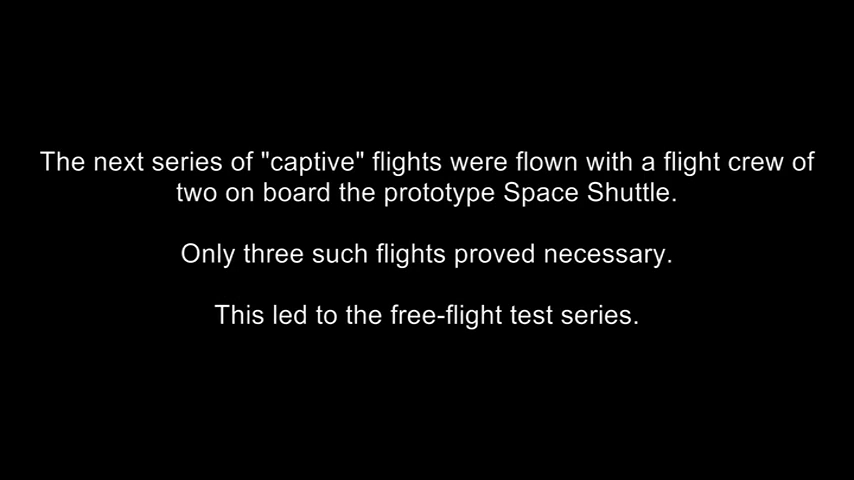 The next series of "captive" flights were flown with a flight crew of
two on board the prototype Space Shuttle.
Only three such flights proved necessary.
This led to the free-flight test series.